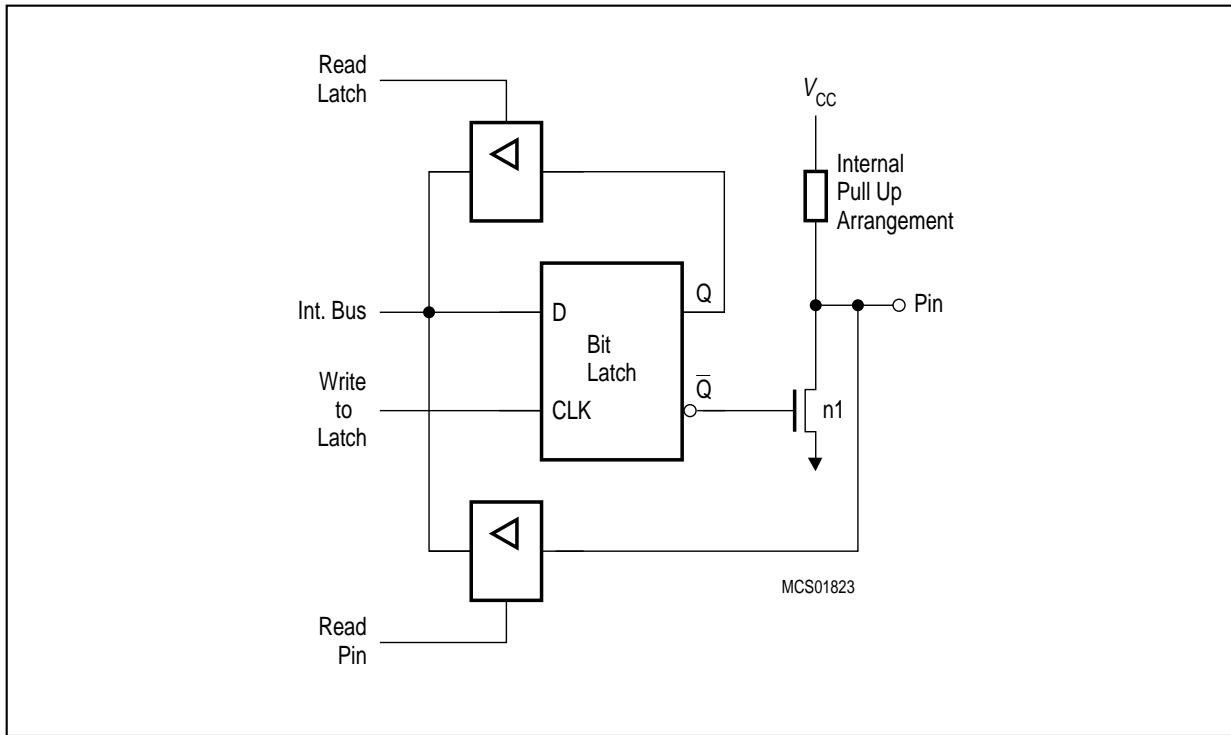 Read
Latch
V CC
Internal
Pull Up
Arrangement
Int. Bus
D
Q
Pin
Bit
Latch
Write
to
Latch
CLK
Q̅
n1
MCS01823
Read
Pin